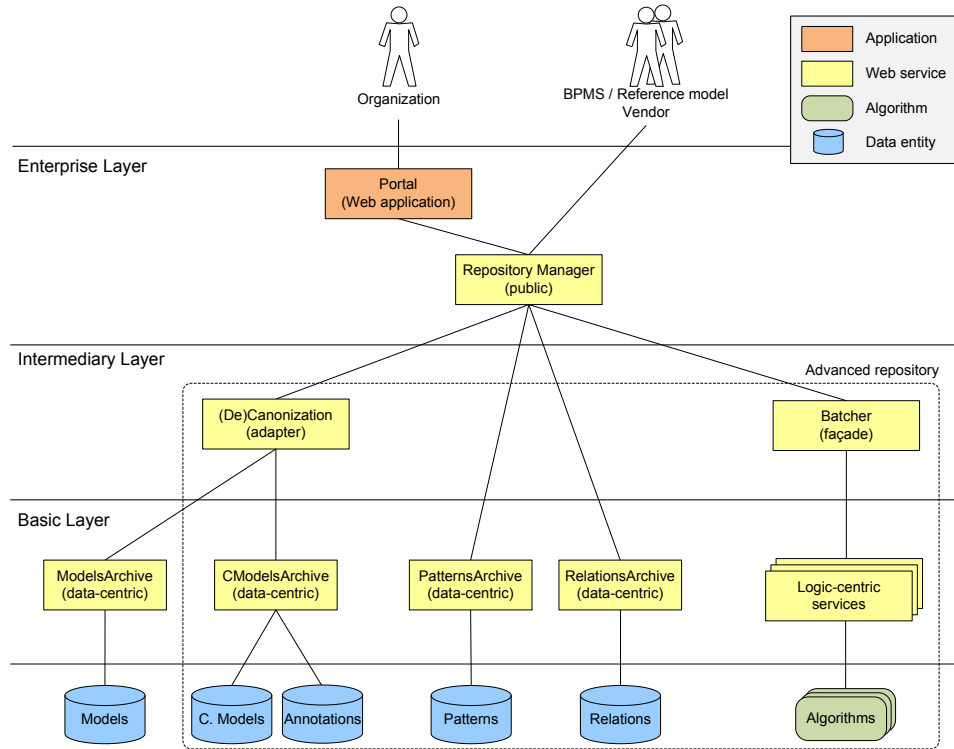 Organization
BPMS / Reference model
Vendor
Application
Web service
Algorithm
Data entity
Enterprise Layer
Portal
(Web application)
Repository Manager
(public)
Intermediary Layer
Advanced repository
(De)Canonization
(adapter)
Batcher
(façade)
Basic Layer
ModelsArchive
(data-centric)
CModelsArchive
(data-centric)
PatternsArchive
(data-centric)
RelationsArchive
(data-centric)
Logic-centric
services
Models
C. Models
Annotations
Patterns
Relations
Algorithms